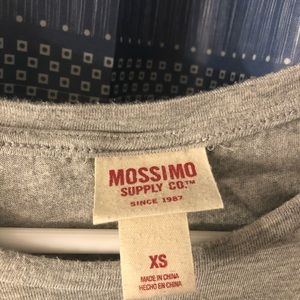 MOSSIMO
SUPPLY CO.™
SINCE 1987
XS
MADE IN CHINA
HECHO EN CHINA